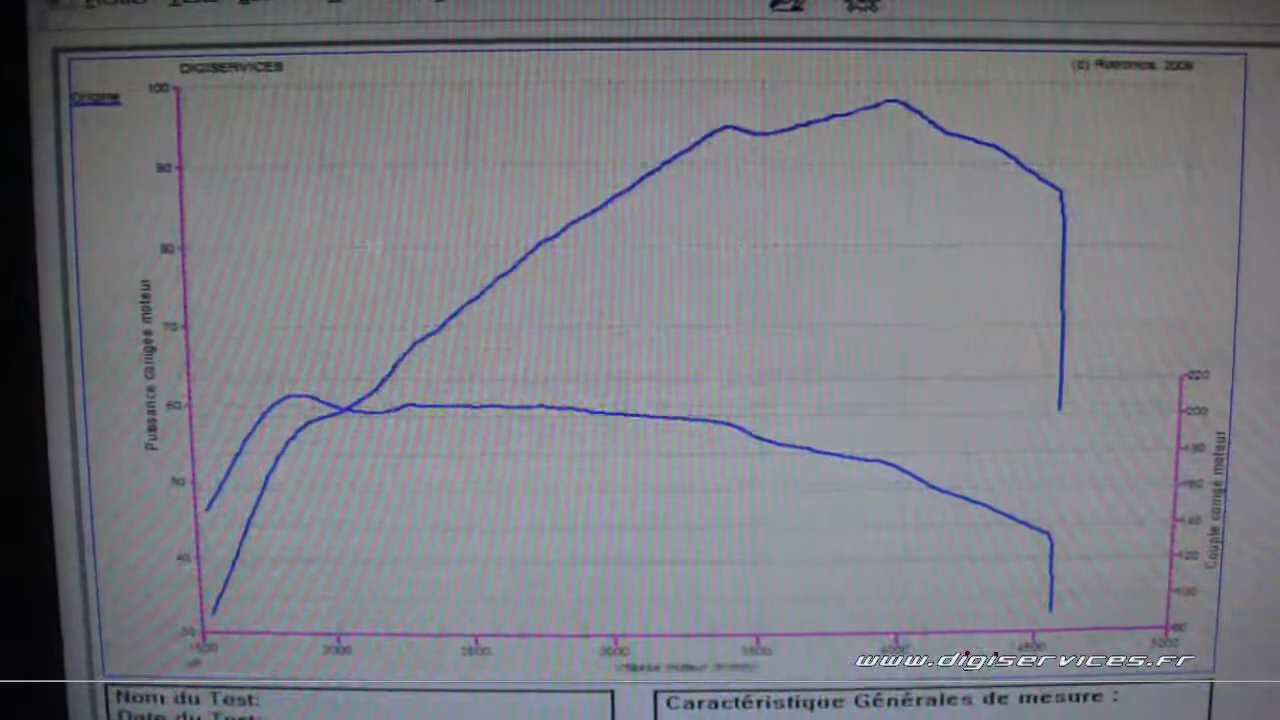 DIGISERVICES
(c) Rotronics, 2009
Origine
100
90
80
70
60
50
40
30
Puissance corrigée moteur
220
200
180
160
140
120
100
80
Couple corrigé moteur
1500 2000 2500 3000 3500 4000 4500 5000
Vitesse moteur
www.digiservices.fr
Nom du Test:
Date du Test:
Caractéristique Générales de mesure :